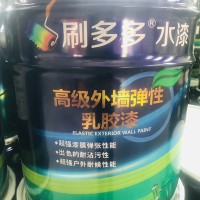 刷多多®水漆
高级外墙弹性
乳胶漆
ELASTIC EXTERIOR WALL PAINT
•超强漆膜弹张性能
•出色的耐沾污性
•超强户外耐候性能